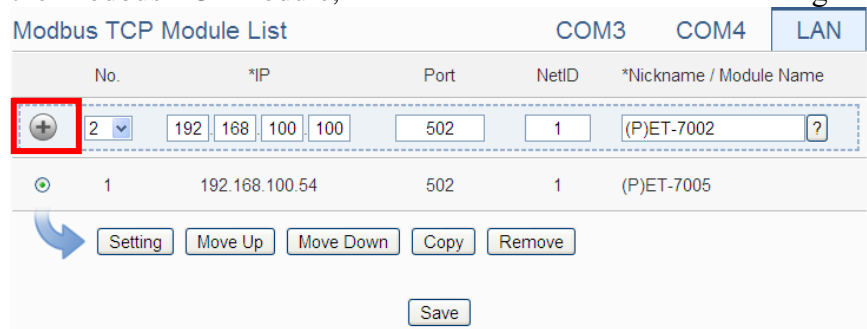 Modbus TCP Module List COM3 COM4 LAN
No. *IP Port NetID *Nickname / Module Name
2 192 . 168 . 100 . 100 502 1 (P)ET-7002 ?
1 192.168.100.54 502 1 (P)ET-7005
Setting Move Up Move Down Copy Remove
Save